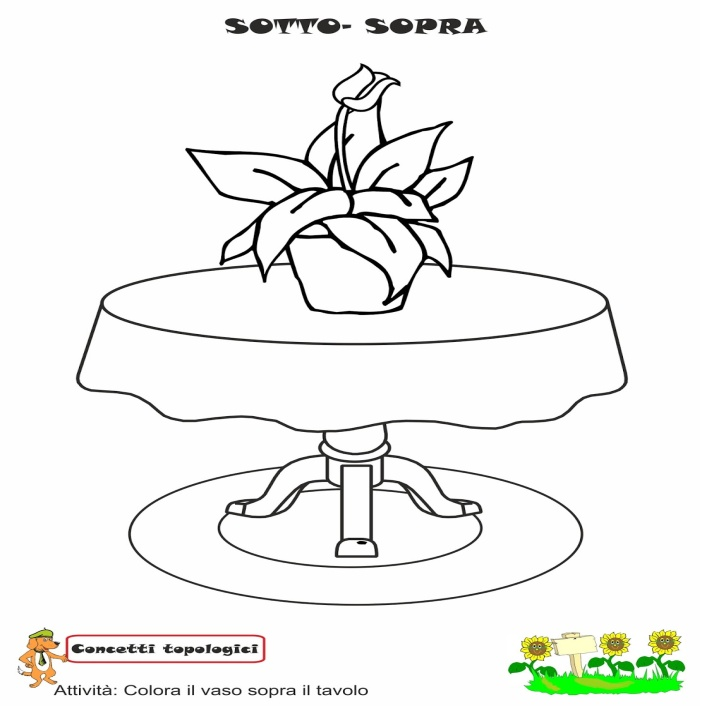 SOTTO- SOPRA
Concetti topologici
Attività: Colora il vaso sopra il tavolo